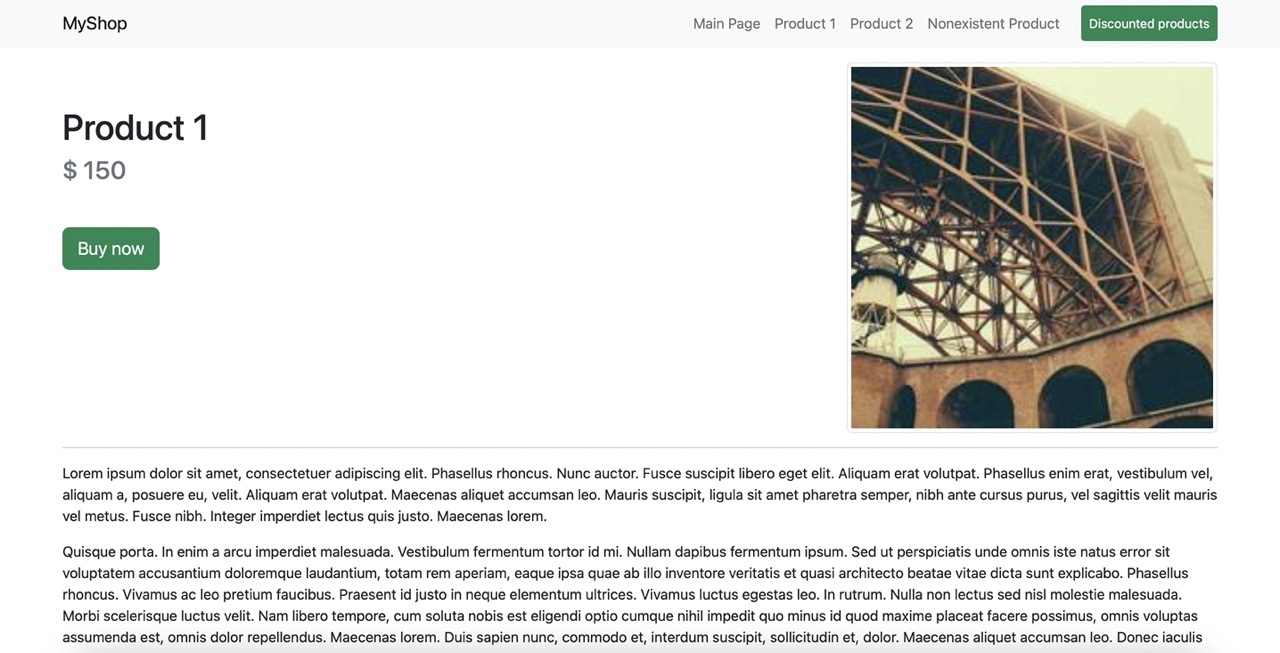 MyShop
Main Page
Product 1
Product 2
Nonexistent Product
Discounted products
Product 1
$ 150
Buy now
Lorem ipsum dolor sit amet, consectetuer adipiscing elit. Phasellus rhoncus. Nunc auctor. Fusce suscipit libero eget elit. Aliquam erat volutpat. Phasellus enim erat, vestibulum vel,
aliquam a, posuere eu, velit. Aliquam erat volutpat. Maecenas aliquet accumsan leo. Mauris suscipit, ligula sit amet pharetra semper, nibh ante cursus purus, vel sagittis velit mauris
vel metus. Fusce nibh. Integer imperdiet lectus quis justo. Maecenas lorem.
Quisque porta. In enim a arcu imperdiet malesuada. Vestibulum fermentum tortor id mi. Nullam dapibus fermentum ipsum. Sed ut perspiciatis unde omnis iste natus error sit
voluptatem accusantium doloremque laudantium, totam rem aperiam, eaque ipsa quae ab illo inventore veritatis et quasi architecto beatae vitae dicta sunt explicabo. Phasellus
rhoncus. Vivamus ac leo pretium faucibus. Praesent id justo in neque elementum ultrices. Vivamus luctus egestas leo. In rutrum. Nulla non lectus sed nisl molestie malesuada.
Morbi scelerisque luctus velit. Nam libero tempore, cum soluta nobis est eligendi optio cumque nihil impedit quo minus id quod maxime placeat facere possimus, omnis voluptas
assumenda est, omnis dolor repellendus. Maecenas lorem. Duis sapien nunc, commodo et, interdum suscipit, sollicitudin et, dolor. Maecenas aliquet accumsan leo. Donec iaculis